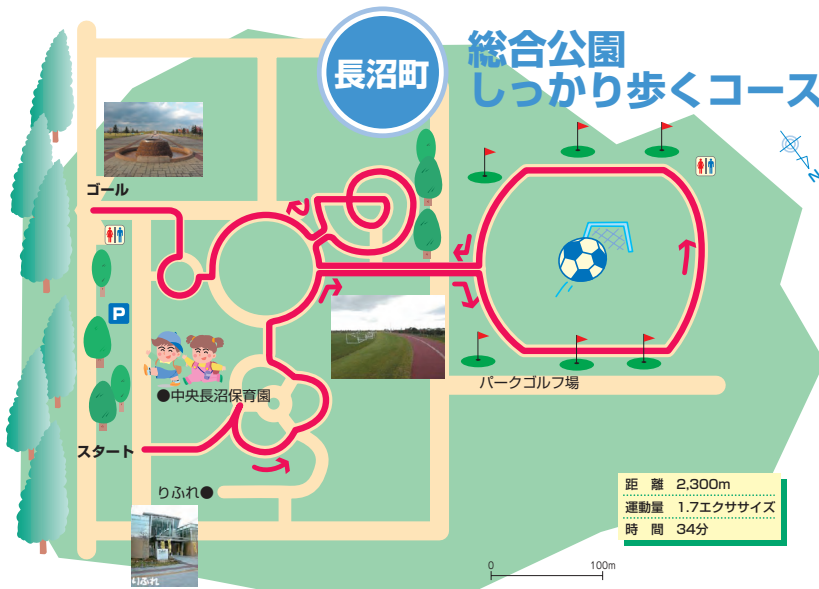 長沼町
総合公園
しっかり歩くコース
N
ゴール
P
●中央長沼保育園
パークゴルフ場
スタート
りふれ●
りふれ
距　離　2,300m
運動量　1.7エクササイズ
時　間　34分
0 100m